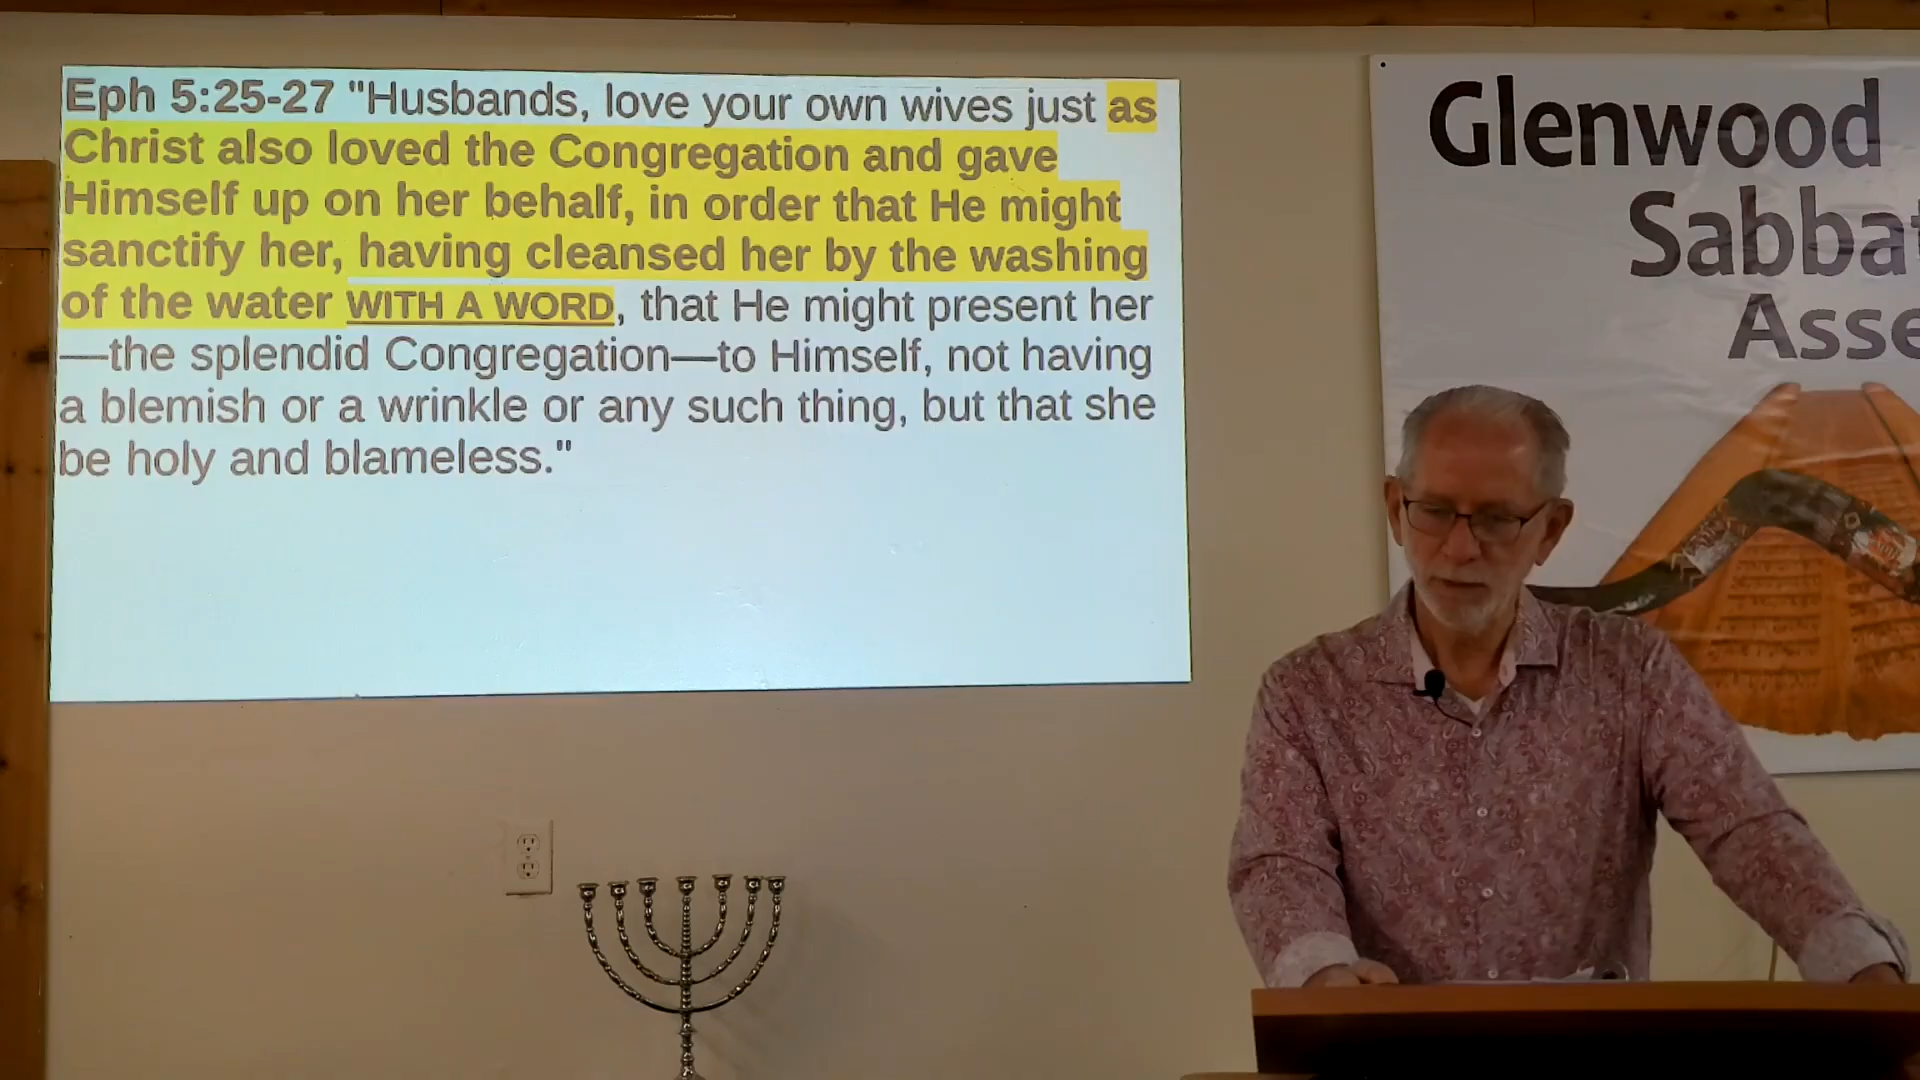 Eph 5:25-27 "Husbands, love your own wives just as
Christ also loved the Congregation and gave
Himself up on her behalf, in order that He might
sanctify her, having cleansed her by the washing
of the water WITH A WORD, that He might present her
—the splendid Congregation—to Himself, not having
a blemish or a wrinkle or any such thing, but that she
be holy and blameless."
Glenwood
Sabbat
Asse